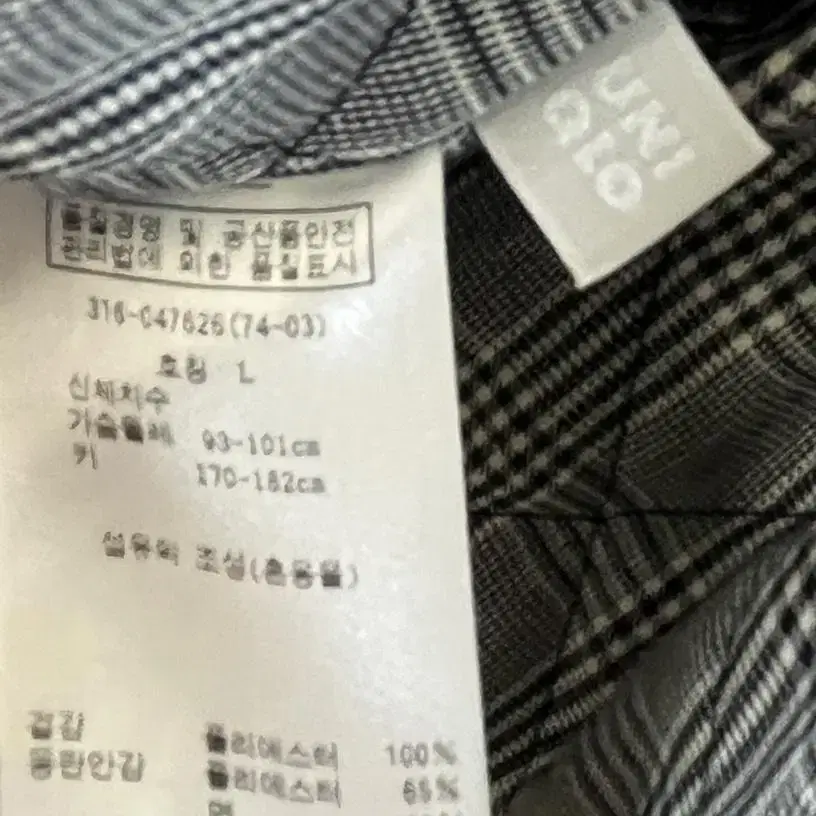 UNI
QLO
품질경영 및 공산품안전
관리법에 의한 품질표시
316-047626(74-03)
호칭 L
신체치수
가슴둘레 93-101cm
키 170-182cm
섬유의 조성(혼용율)
겉감 폴리에스터 100%
몸판안감 폴리에스터 65%
면